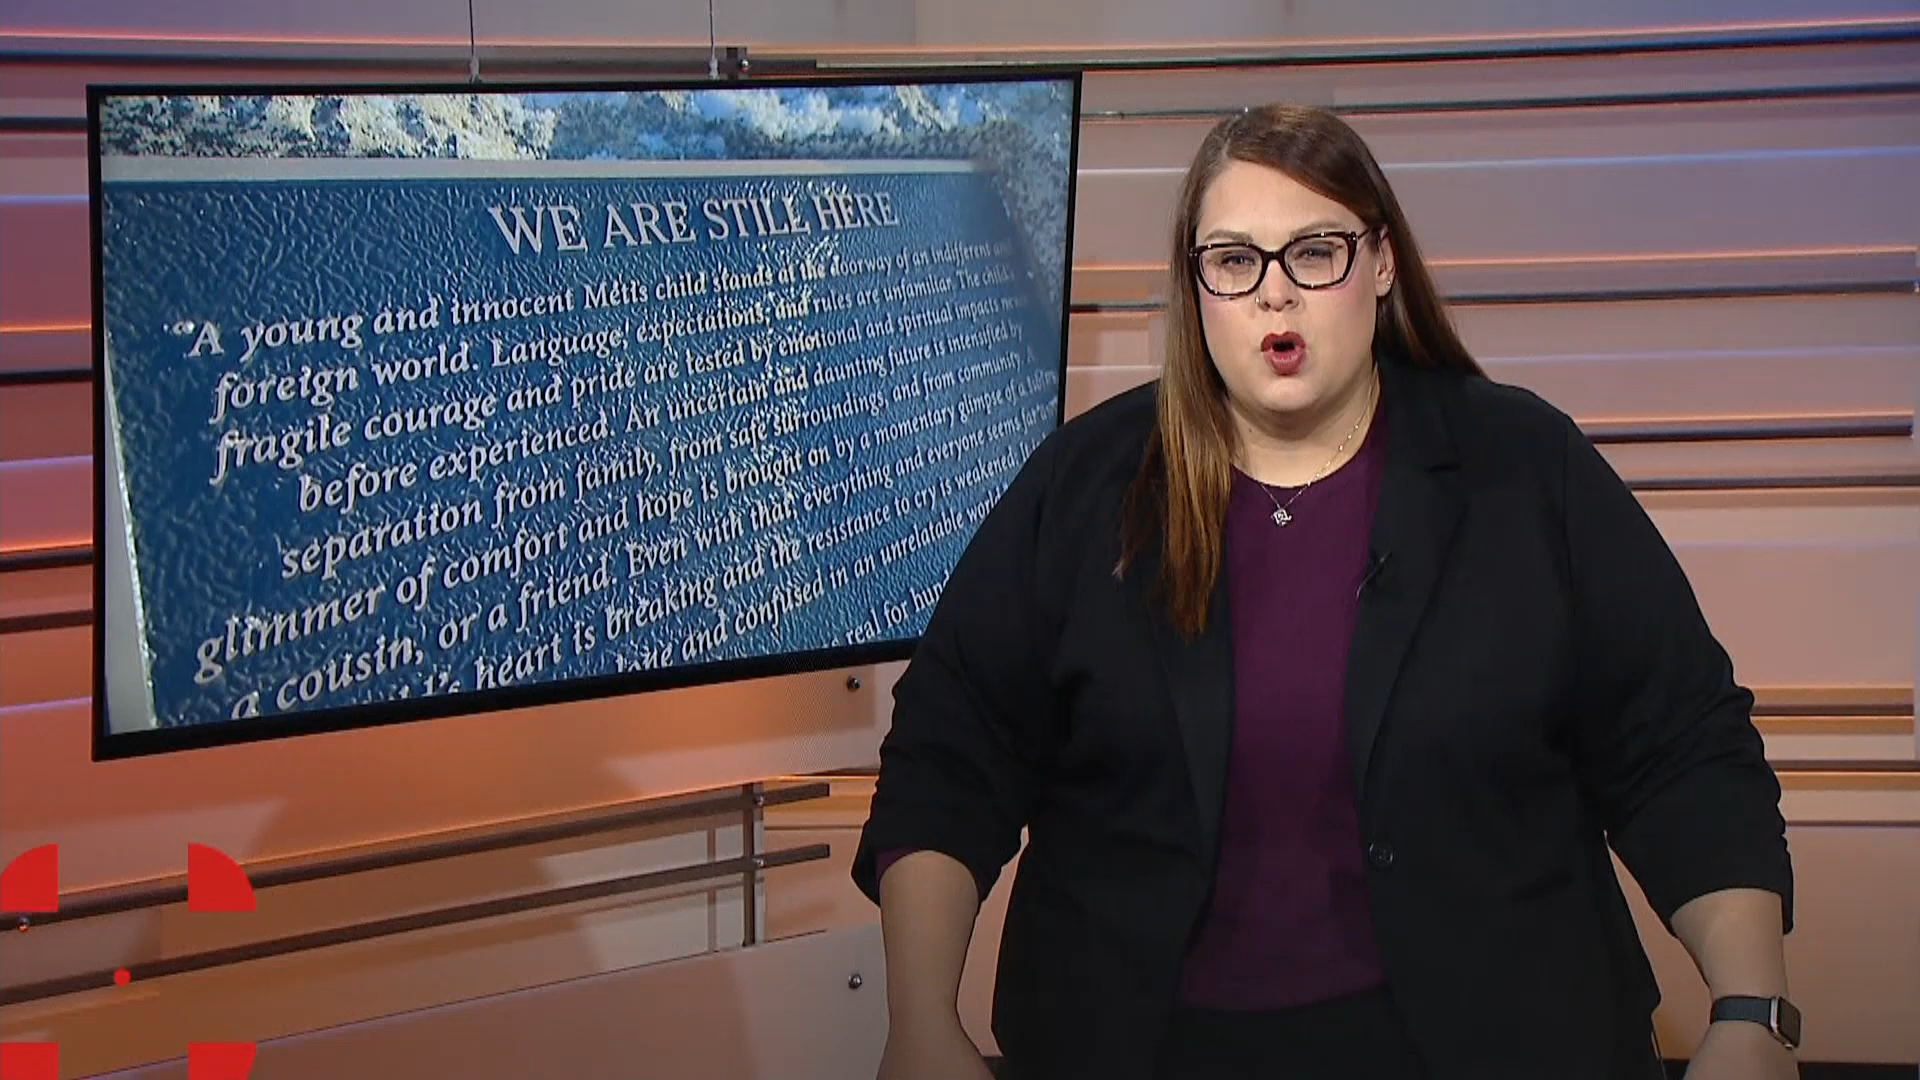 WE ARE STILL HERE
“A young and innocent Métis child stands at the doorway of an indifferent and
foreign world. Language, expectations, and rules are unfamiliar. The child's
fragile courage and pride are tested by emotional and spiritual impacts never
before experienced. An uncertain and daunting future is intensified by
separation from family, from safe surroundings, and from community. A
glimmer of comfort and hope is brought on by a momentary glimpse of a
a cousin, or a friend. Even with that, everything and everyone seems
heart is breaking and the resistance to cry is weakened.
and confused in an unrelatable world
real for